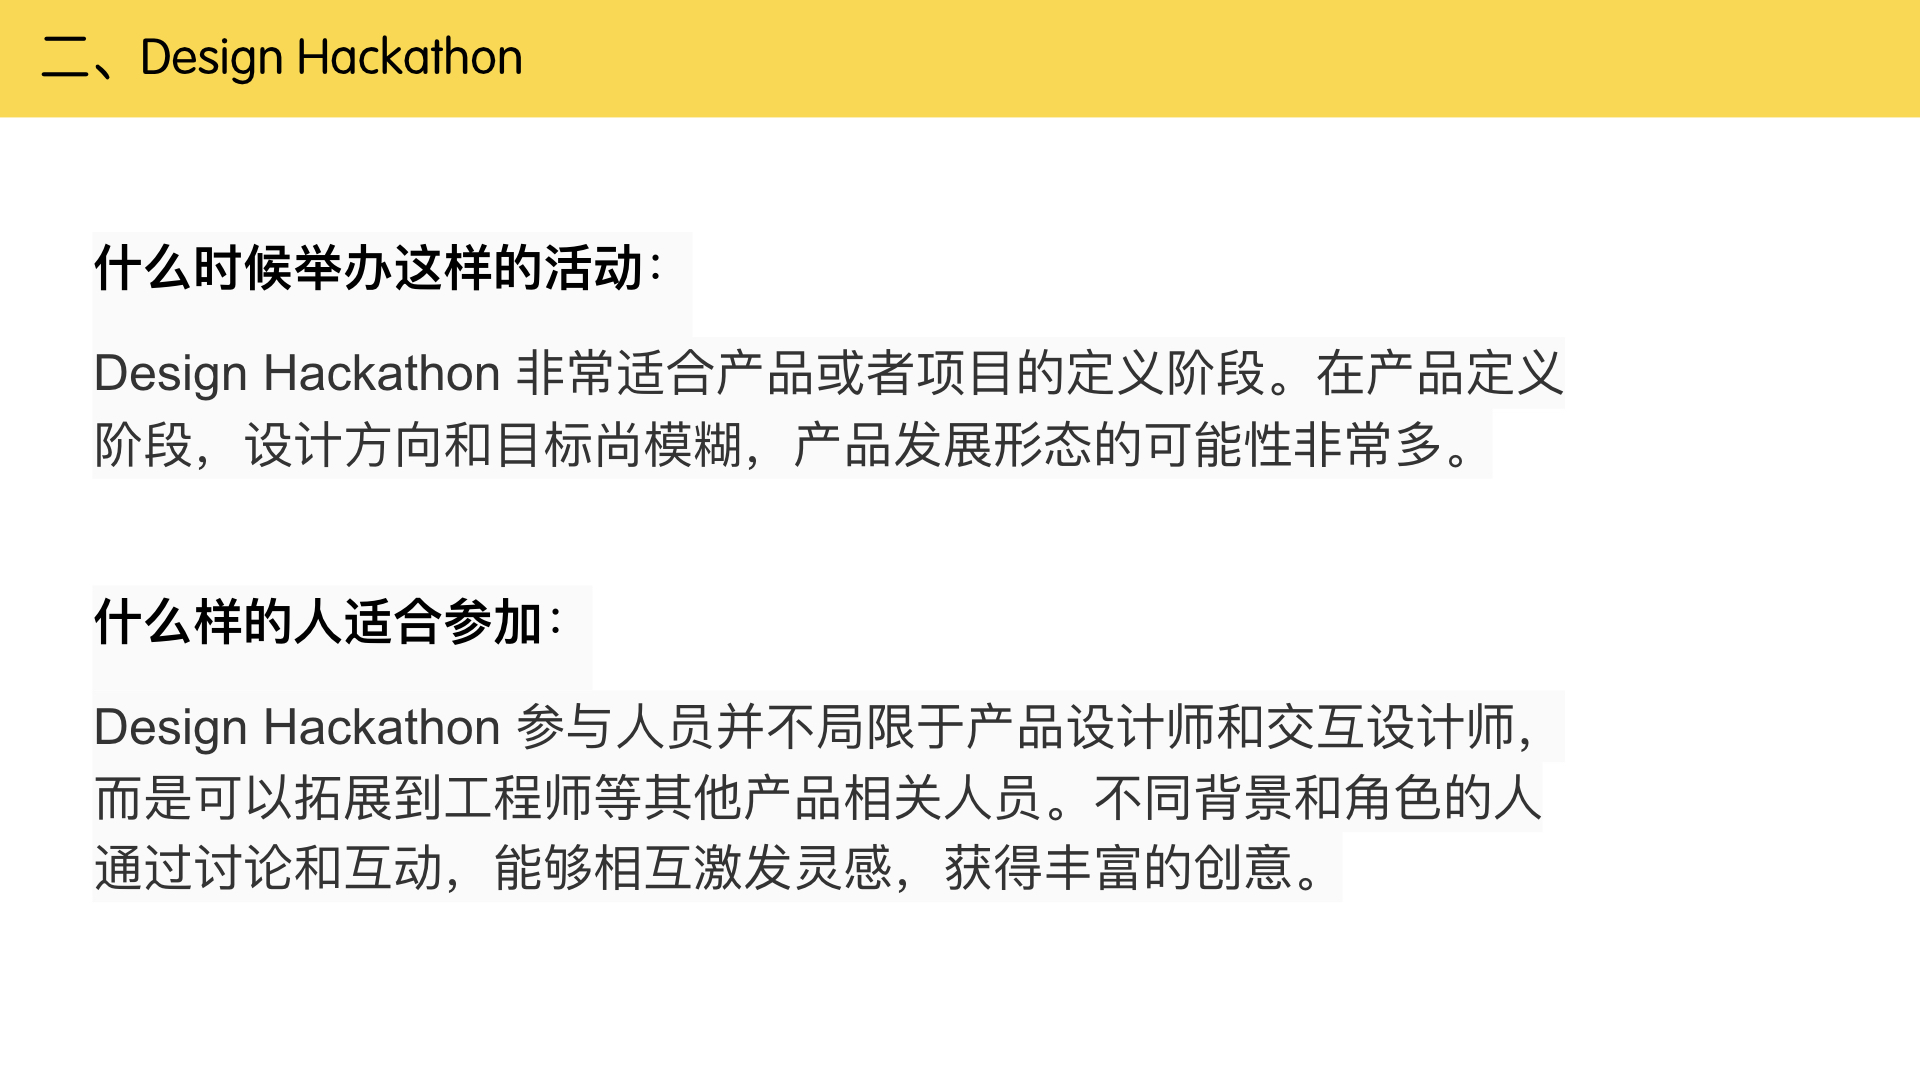 二、Design Hackathon
什么时候举办这样的活动：
Design Hackathon 非常适合产品或者项目的定义阶段。在产品定义
阶段，设计方向和目标尚模糊，产品发展形态的可能性非常多。
什么样的人适合参加：
Design Hackathon 参与人员并不局限于产品设计师和交互设计师，
而是可以拓展到工程师等其他产品相关人员。不同背景和角色的人
通过讨论和互动，能够相互激发灵感，获得丰富的创意。